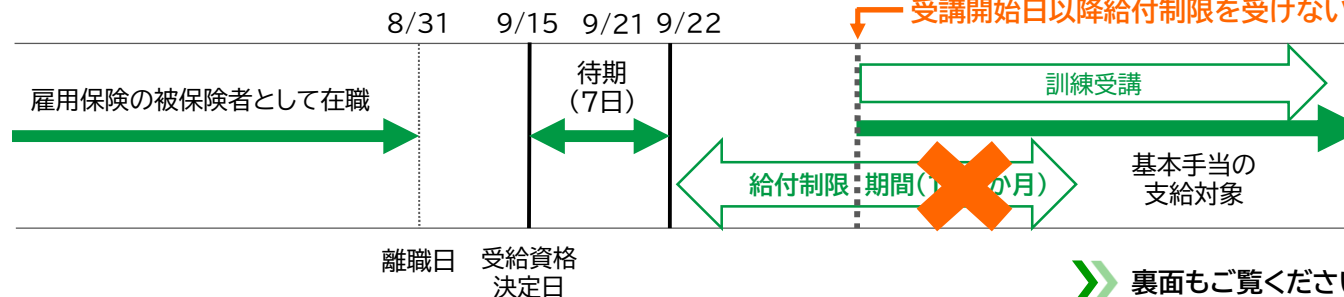 受講開始日以降給付制限を受けない
8/31 9/15 9/21 9/22
待期
（7日）
訓練受講
雇用保険の被保険者として在職
基本手当の
支給対象
給付制限 期間（1 か月）
離職日 受給資格
決定日
裏面もご覧ください